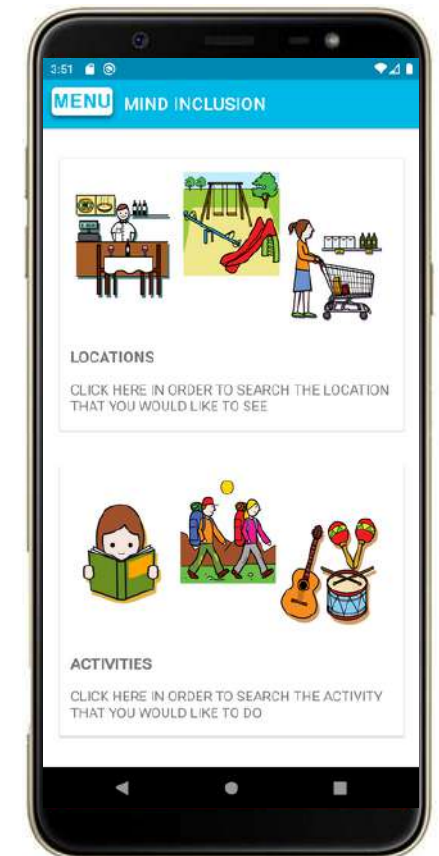 3:51
MENU MIND INCLUSION
LOCATIONS
CLICK HERE IN ORDER TO SEARCH THE LOCATION
THAT YOU WOULD LIKE TO SEE
ACTIVITIES
CLICK HERE IN ORDER TO SEARCH THE ACTIVITY
THAT YOU WOULD LIKE TO DO